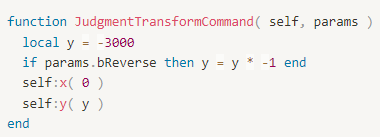 function JudgmentTransformCommand( self, params )
local y = -3000
if params.bReverse then y = y * -1 end
self:x( 0 )
self:y( y )
end